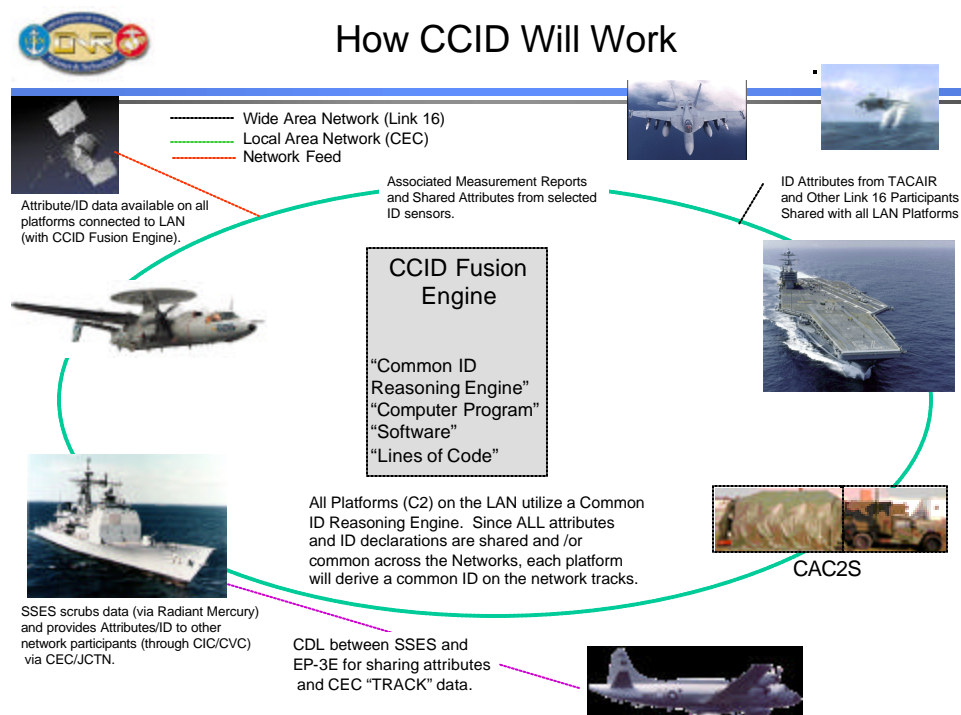 How CCID Will Work
ONR
Science & Technology
Wide Area Network (Link 16)
Local Area Network (CEC)
Network Feed
Attribute/ID data available on all
platforms connected to LAN
(with CCID Fusion Engine).
Associated Measurement Reports
and Shared Attributes from selected
ID sensors.
ID Attributes from TACAIR
and Other Link 16 Participants
Shared with all LAN Platforms
CCID Fusion
Engine
“Common ID
Reasoning Engine”
“Computer Program”
“Software”
“Lines of Code”
All Platforms (C2) on the LAN utilize a Common
ID Reasoning Engine.  Since ALL attributes
and ID declarations are shared and /or
common across the Networks, each platform
will derive a common ID on the network tracks.
CAC2S
SSES scrubs data (via Radiant Mercury)
and provides Attributes/ID to other
network participants (through CIC/CVC)
via CEC/JCTN.
CDL between SSES and
EP-3E for sharing attributes
and CEC “TRACK” data.